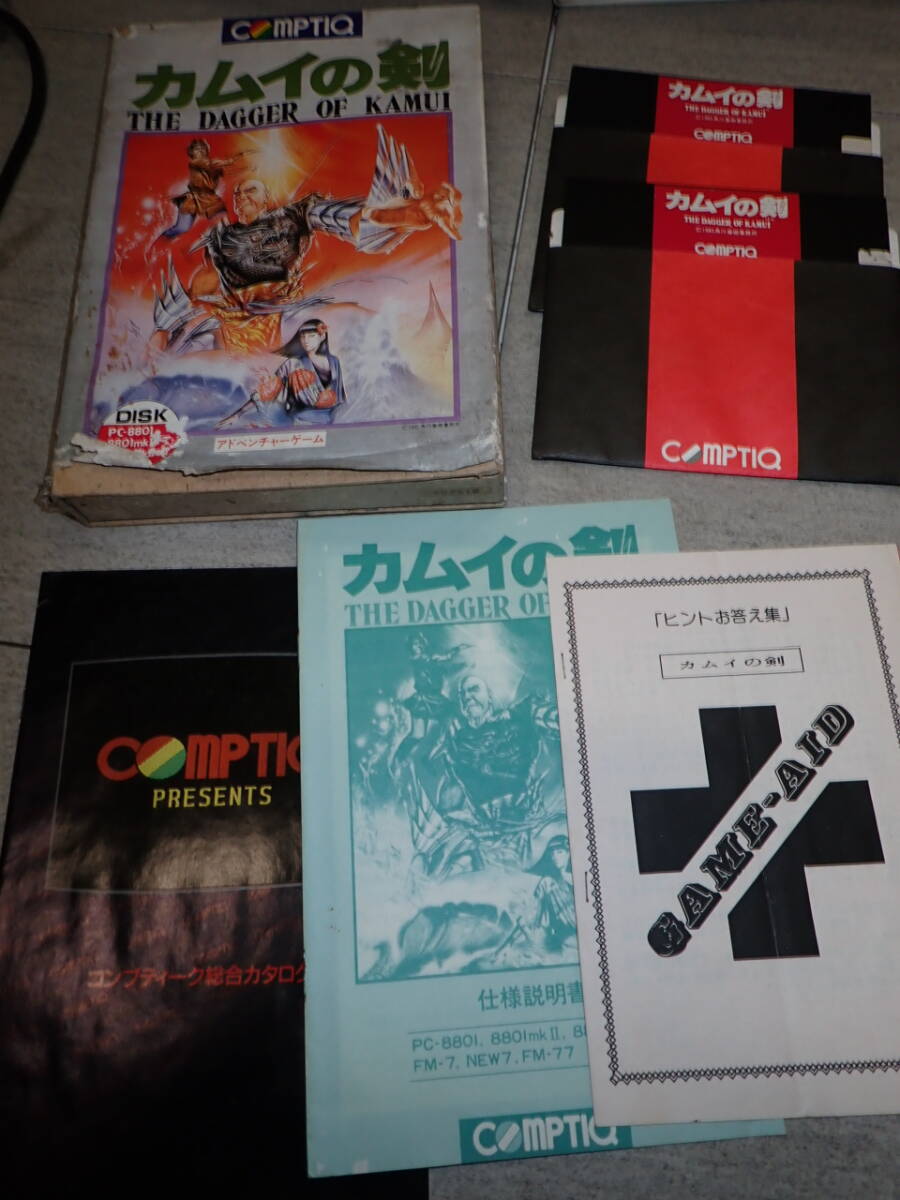 COMPTIQ
カムイの剣
THE DAGGER OF KAMUI
DISK
PC-8801
8801mk
アドベンチャーゲーム
カムイの剣
THE DAGGER OF KAMUI
COMPTIQ
カムイの剣
THE DAGGER OF KAMUI
COMPTIQ
COMPTIQ
COMPTIQ
PRESENTS
コンプティーク総合カタログ
カムイの剣
THE DAGGER OF
仕様説明書
PC-8801, 8801mkⅡ, 88
FM-7, NEW7, FM-77
COMPTIQ
「ヒントお答え集」
カムイの剣
GAME-AID